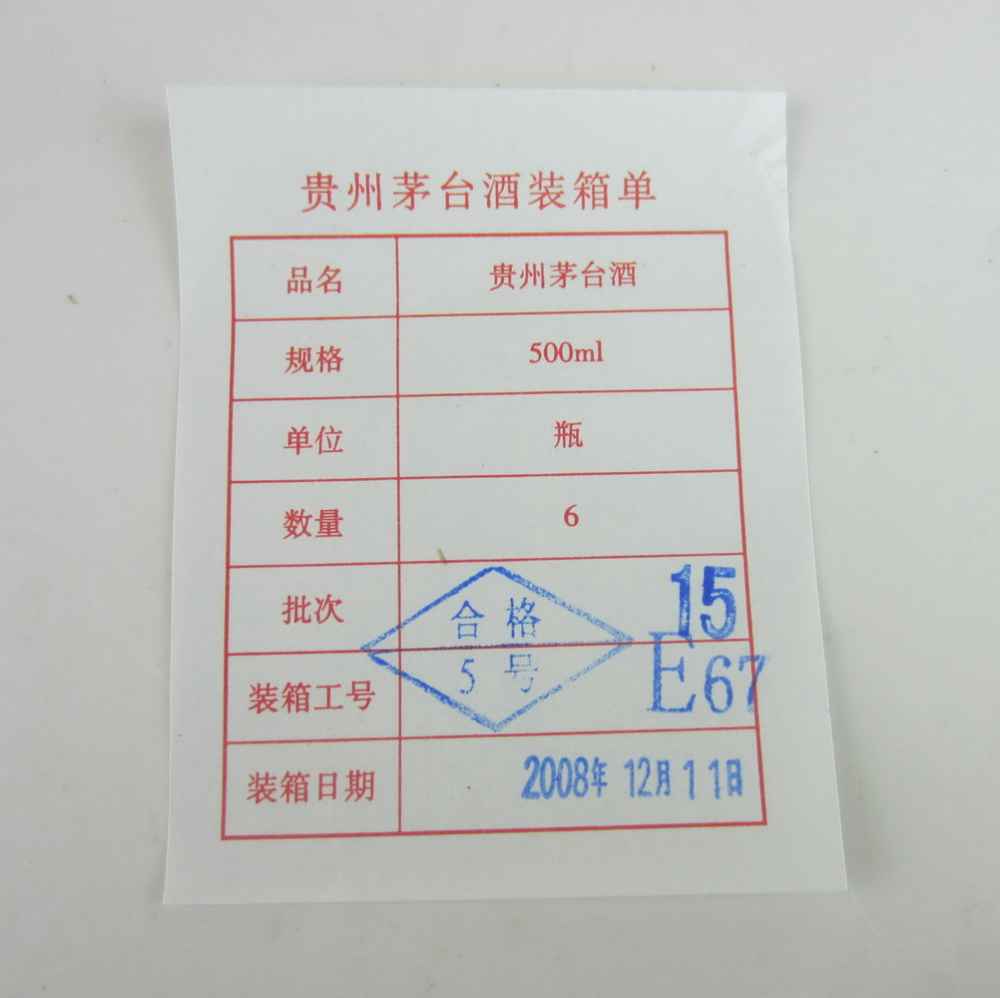 贵州茅台酒装箱单
品名 贵州茅台酒
规格 500ml
单位 瓶
数量 6
批次 15
合格
5号
装箱工号 E67
装箱日期 2008年 12月11日